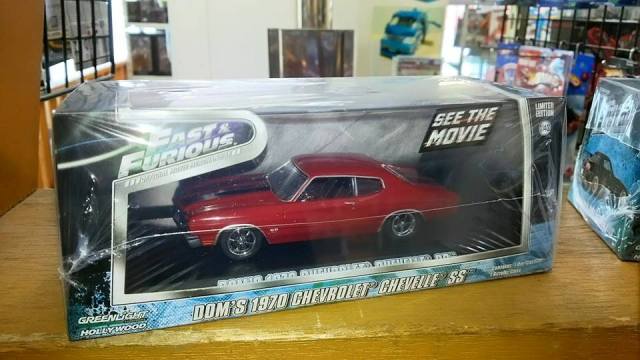 FAST & FURIOUS
SEE THE
MOVIE
LIMITED
EDITION
DOM'S 1970 CHEVROLET CHEVELLE SS
GREENLIGHT
HOLLYWOOD